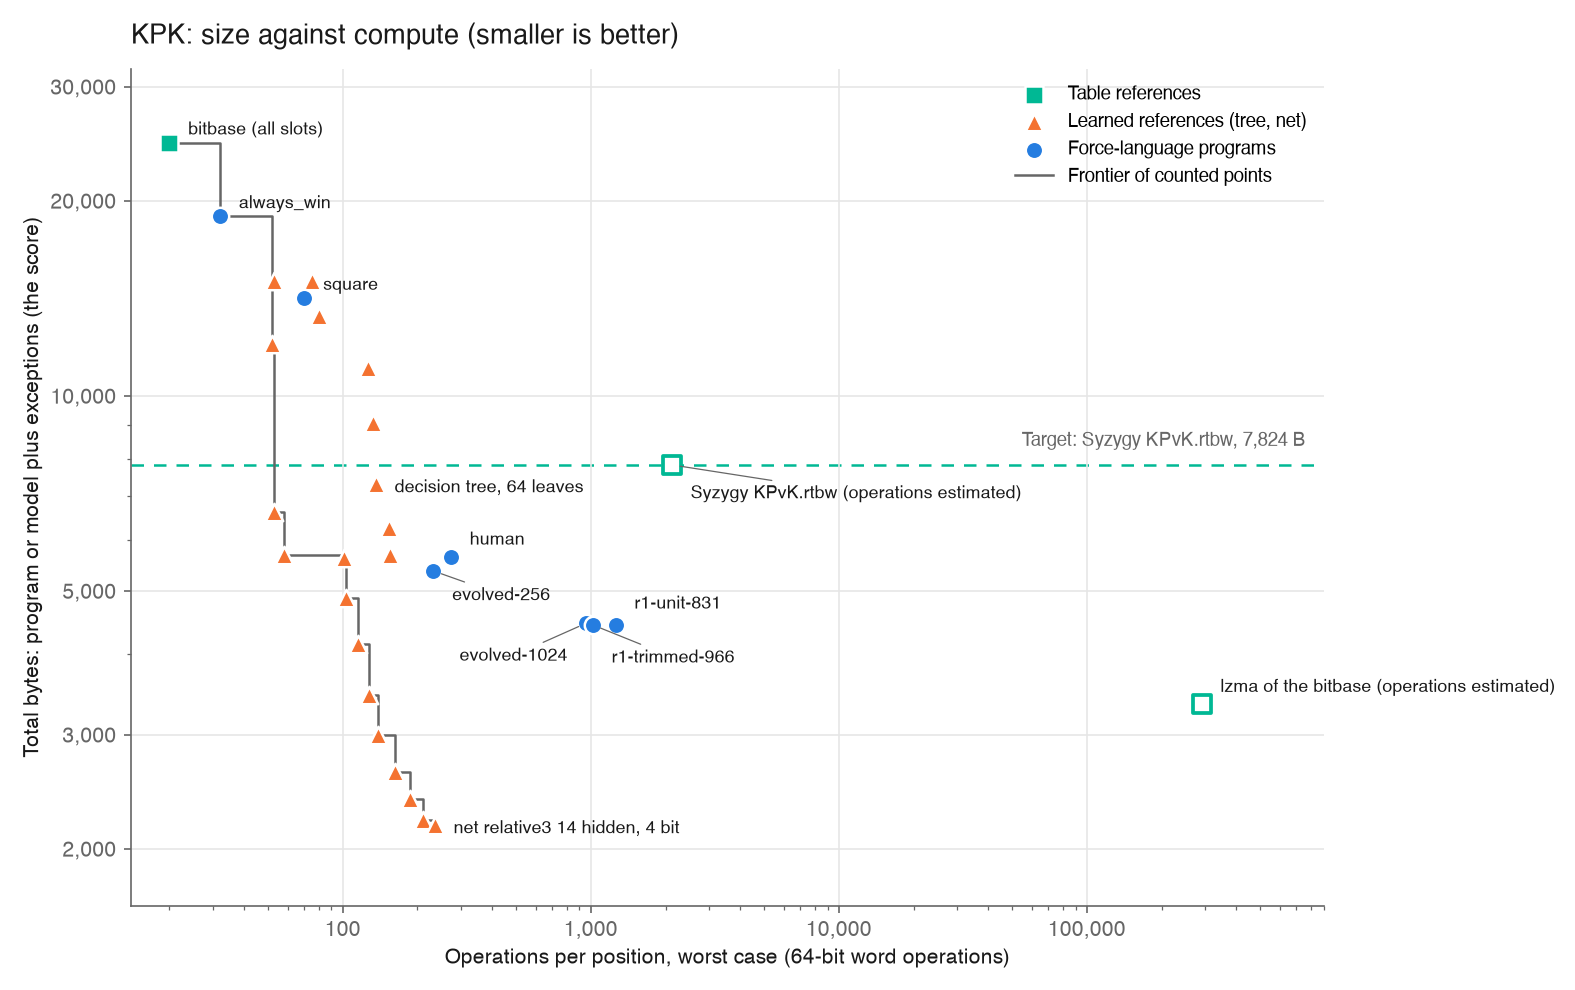 KPK: size against compute (smaller is better)
Table references
Learned references (tree, net)
Force-language programs
Frontier of counted points
30,000
20,000
10,000
5,000
3,000
2,000
Total bytes: program or model plus exceptions (the score)
bitbase (all slots)
always_win
square
Target: Syzygy KPvK.rtbw, 7,824 B
decision tree, 64 leaves
Syzygy KPvK.rtbw (operations estimated)
human
evolved-256
r1-unit-831
evolved-1024
r1-trimmed-966
lzma of the bitbase (operations estimated)
net relative3 14 hidden, 4 bit
100
1,000
10,000
100,000
Operations per position, worst case (64-bit word operations)